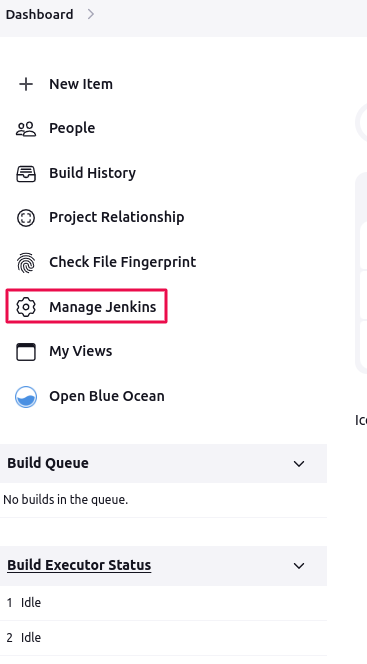 Dashboard
New Item
People
Build History
Project Relationship
Check File Fingerprint
Manage Jenkins
My Views
Open Blue Ocean
Ico
Build Queue
No builds in the queue.
Build Executor Status
1 Idle
2 Idle